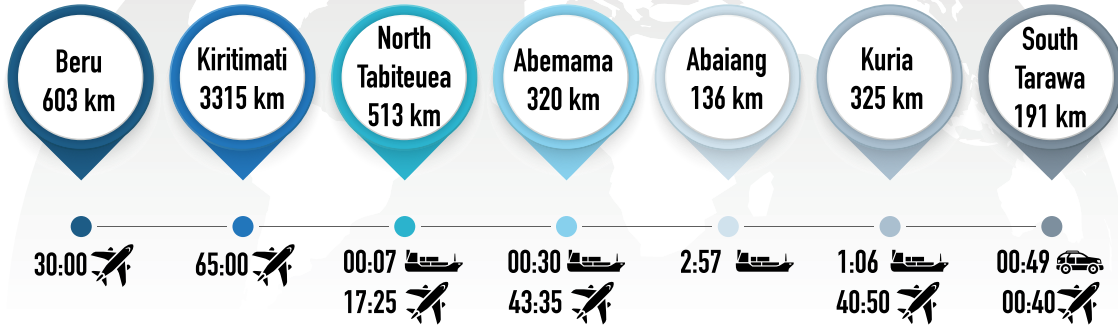 Beru
603 km
Kiritimati
3315 km
North
Tabiteuea
513 km
Abemama
320 km
Abaiang
136 km
Kuria
325 km
South
Tarawa
191 km
30:00
65:00
00:07
17:25
00:30
43:35
2:57
1:06
40:50
00:49
00:40